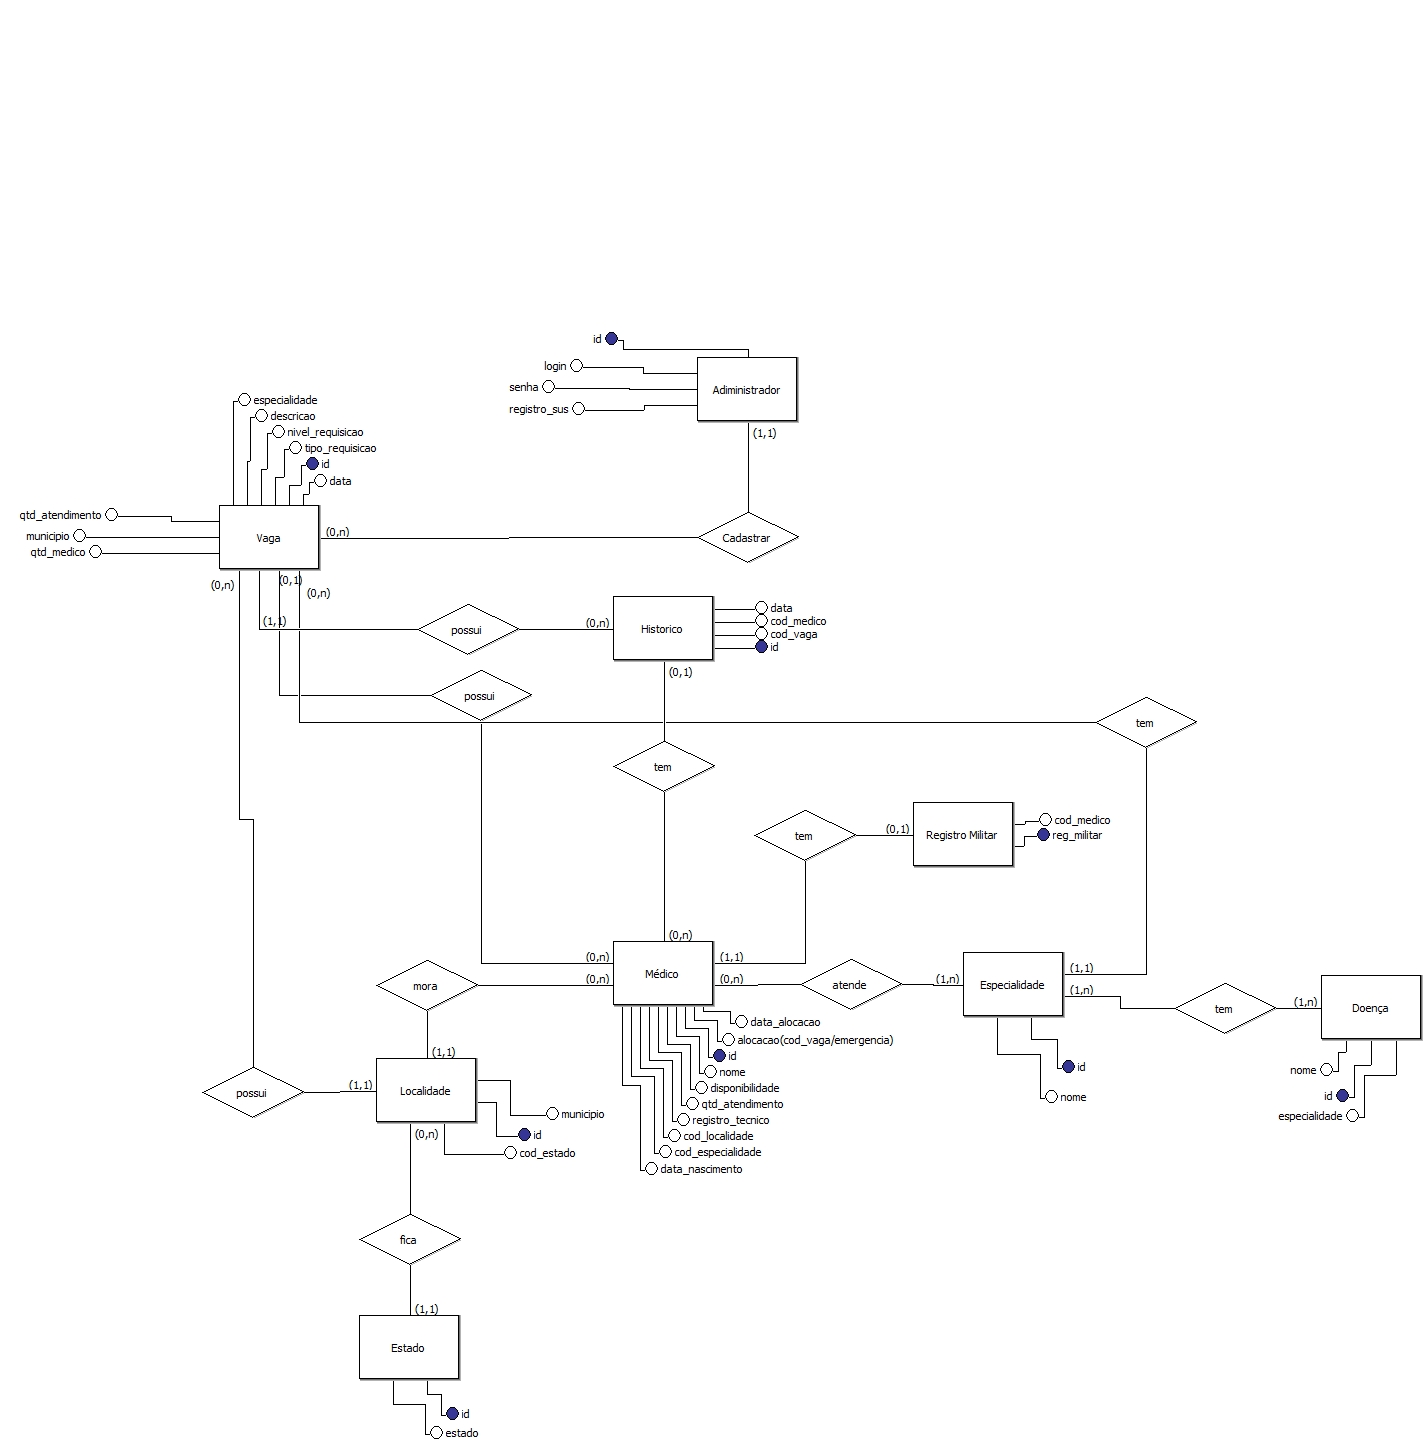 id
login
Adiministrador
senha
registro_sus
(1,1)
especialidade
descricao
nivel_requisicao
tipo_requisicao
id
data
qtd_atendimento
municipio
qtd_medico
Vaga
(0,n)
Cadastrar
(0,n)
(0,1)
(0,n)
(1,1)
possui
(0,n)
Historico
data
cod_medico
cod_vaga
id
(0,1)
possui
tem
tem
tem
(0,1)
Registro Militar
cod_medico
reg_militar
(0,n)
(0,n)
(1,1)
(0,n)
Médico
(0,n)
mora
atende
(1,n)
Especialidade
(1,1)
(1,n)
tem
(1,n)
Doença
data_alocacao
alocacao(cod_vaga/emergencia)
id
nome
disponibilidade
qtd_atendimento
registro_tecnico
cod_localidade
cod_especialidade
data_nascimento
id
nome
nome
id
especialidade
(1,1)
possui
(1,1)
Localidade
municipio
id
cod_estado
(0,n)
fica
(1,1)
Estado
id
estado